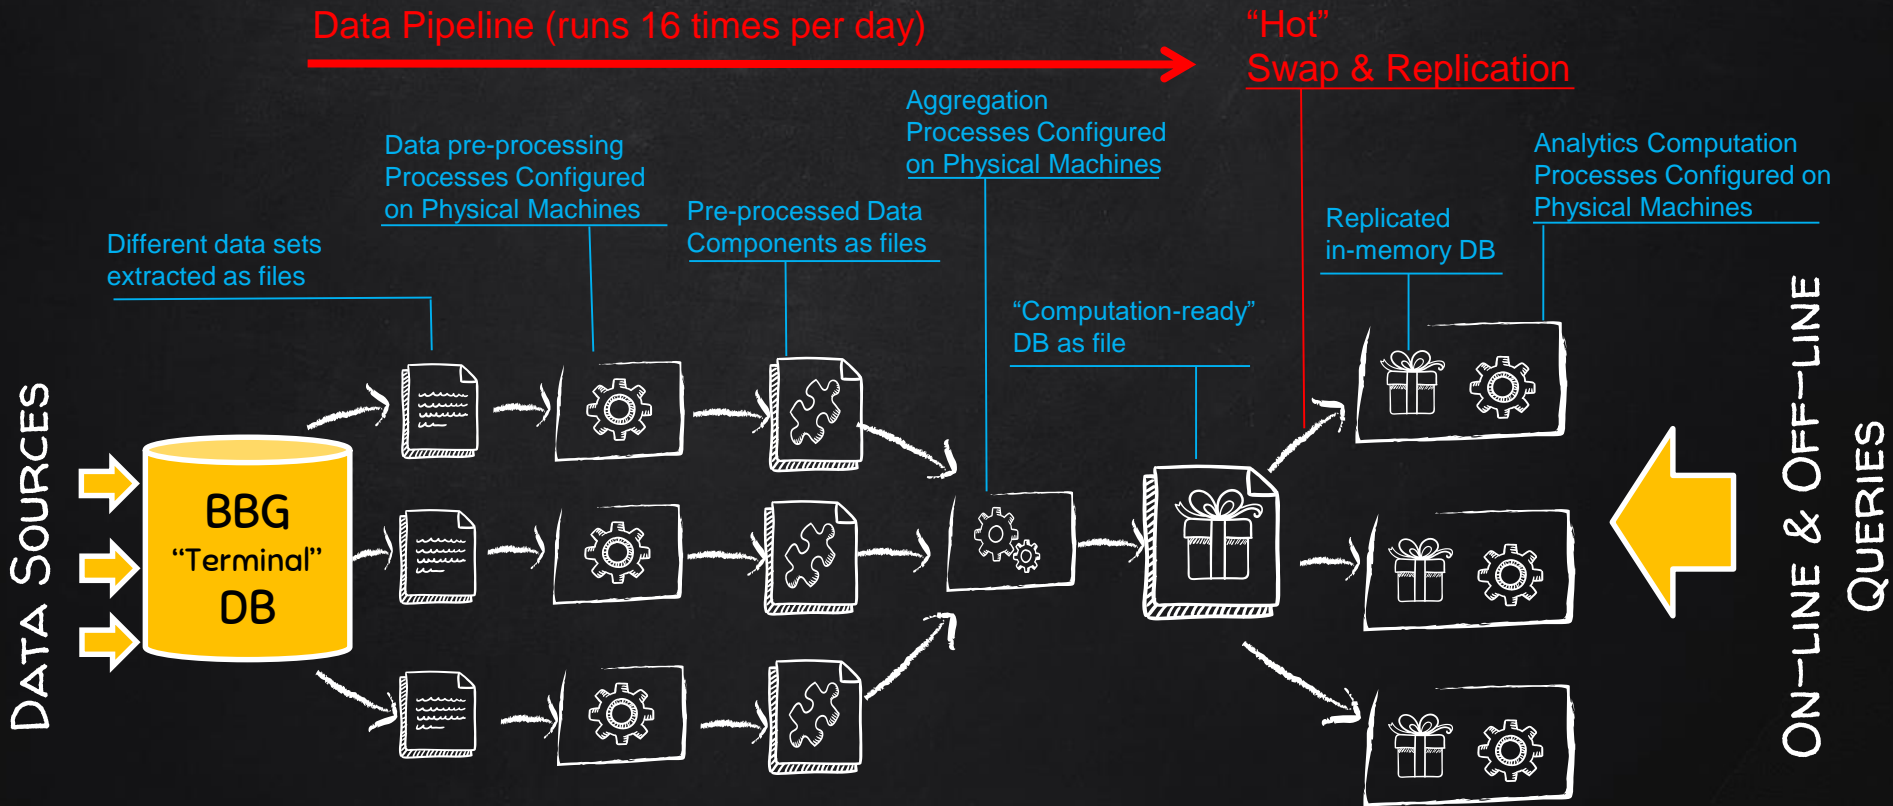 Data Pipeline (runs 16 times per day)
“Hot”
Swap & Replication
Aggregation
Processes Configured
on Physical Machines
Data pre-processing
Processes Configured
on Physical Machines
Analytics Computation
Processes Configured on
Physical Machines
Pre-processed Data
Components as files
Replicated
in-memory DB
Different data sets
extracted as files
“Computation-ready”
DB as file
DATA SOURCES
BBG
“Terminal”
DB
ON-LINE & OFF-LINE
QUERIES